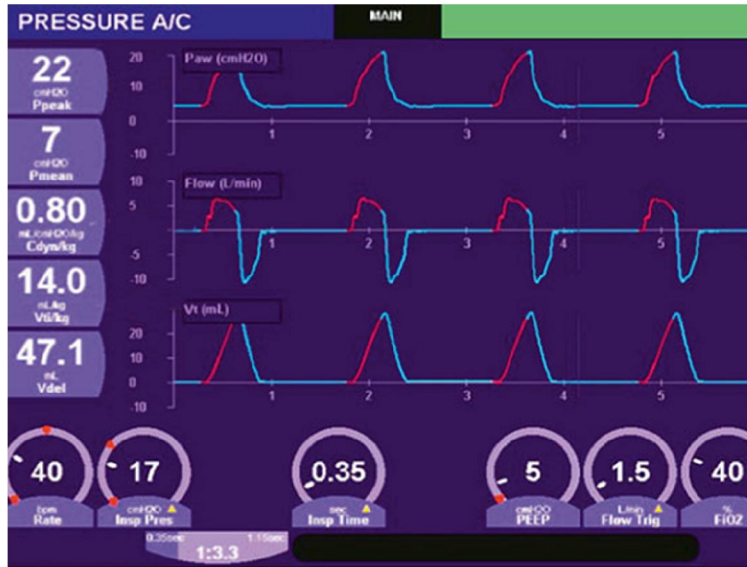 PRESSURE A/C
MAIN
22
cmH2O
Ppeak
7
cmH2O
Pmean
0.80
mL/cmH2O/kg
Cdyn/kg
14.0
mL/kg
Vti/kg
47.1
mL
Vdel
Paw (cmH2O)
20
10
0
-10
1 2 3 4 5
Flow (L/min)
10
5
-5
-10
1 2 3 4 5
Vt (mL)
20
10
0
-10
1 2 3 4 5
40
bpm
Rate
17
cmH2O
Insp Pres
0.35
sec
Insp Time
5
cmH2O
PEEP
1.5
L/min
Flow Trig
40
%
FiO2
0.35sec 1.15sec
1:3.3